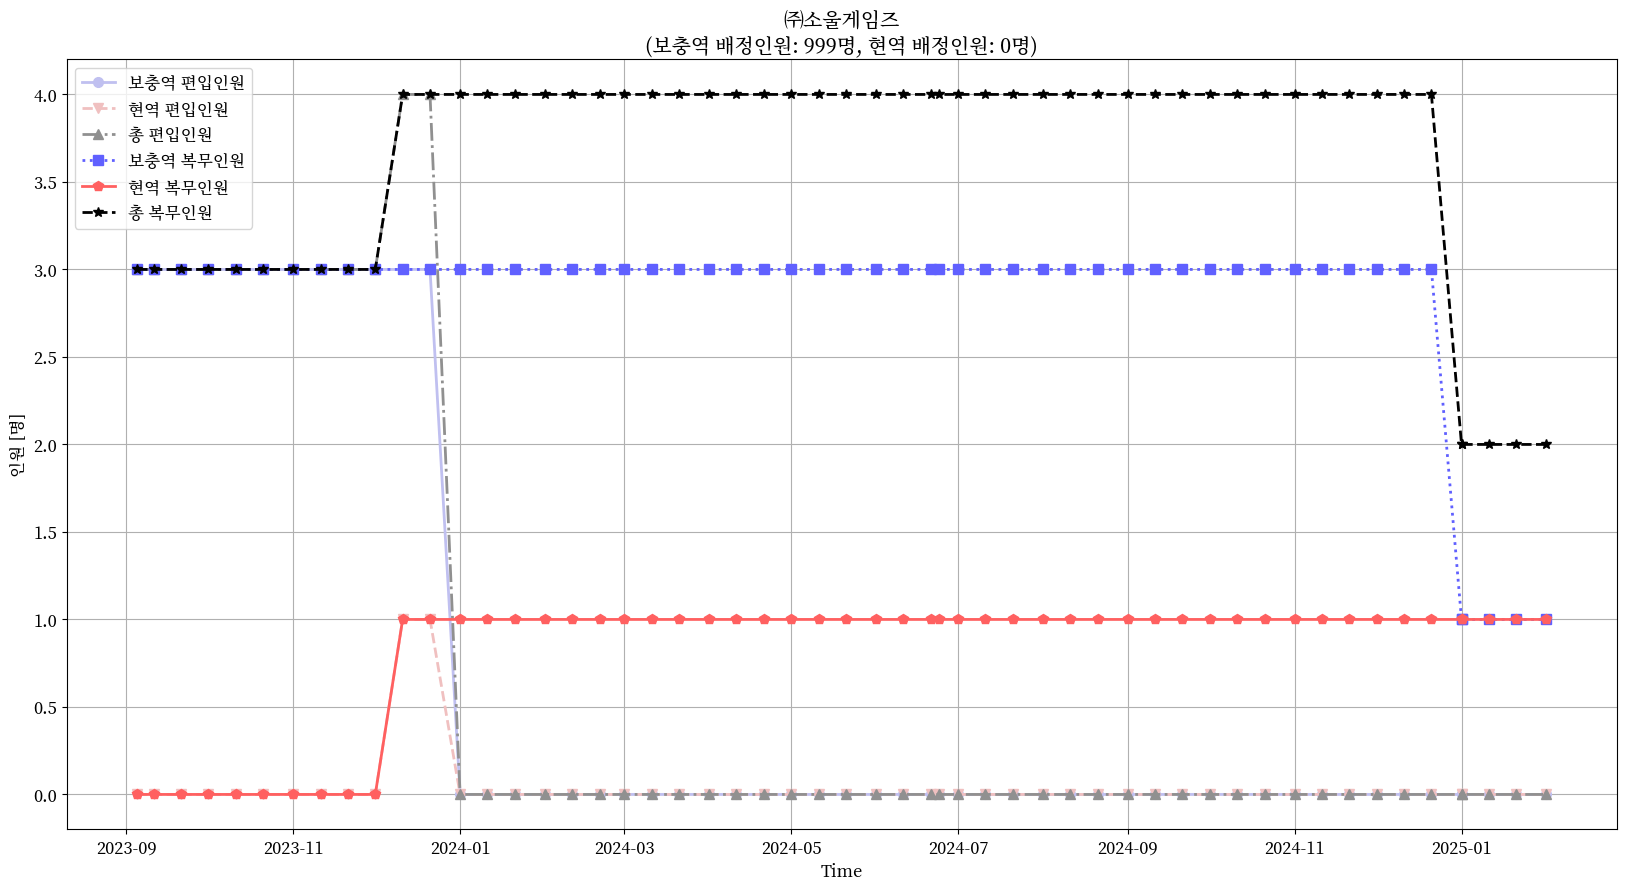 ㈜소울게임즈
(보충역 배정인원: 999명, 현역 배정인원: 0명)
보충역 편입인원
현역 편입인원
총 편입인원
보충역 복무인원
현역 복무인원
총 복무인원
인원 [명]
4.0
3.5
3.0
2.5
2.0
1.5
1.0
0.5
0.0
2023-09
2023-11
2024-01
2024-03
2024-05
2024-07
2024-09
2024-11
2025-01
Time